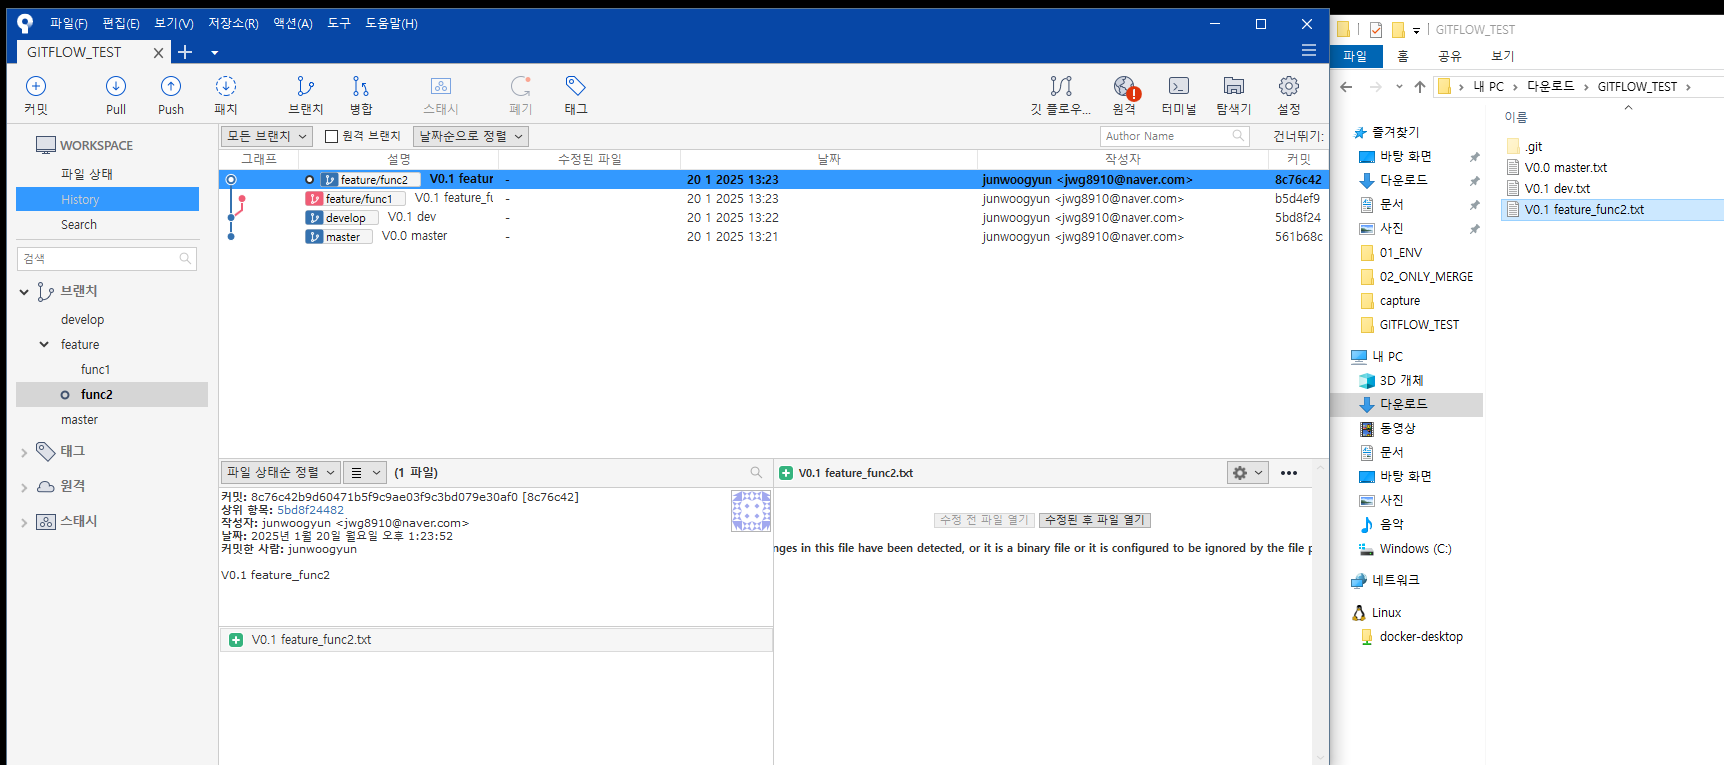 파일(F) 편집(E) 보기(V) 저장소(R) 액션(A) 도구 도움말(H)
GITFLOW_TEST
커밋 Pull Push 패치 브랜치 병합 스태시 폐기 태그 깃 플로우... 원격 터미널 탐색기 설정
WORKSPACE
파일 상태
History
Search
검색
브랜치
develop
feature
func1
func2
master
태그
원격
스태시
모든 브랜치 원격 브랜치 날짜순으로 정렬 Author Name 건너뛰기:
그래프 설명 수정된 파일 날짜 작성자 커밋
feature/func2 V0.1 featur - 20 1 2025 13:23 junwoogyun <jwg8910@naver.com> 8c76c42
feature/func1 V0.1 feature_fu - 20 1 2025 13:23 junwoogyun <jwg8910@naver.com> b5d4ef9
develop V0.1 dev - 20 1 2025 13:22 junwoogyun <jwg8910@naver.com> 5bd8f24
master V0.0 master - 20 1 2025 13:21 junwoogyun <jwg8910@naver.com> 561b68c
파일 상태순 정렬 (1 파일)
커밋: 8c76c42b9d60471b5f9c9ae03f9c3bd079e30af0 [8c76c42]
상위 항목: 5bd8f24482
작성자: junwoogyun <jwg8910@naver.com>
날짜: 2025년 1월 20일 월요일 오후 1:23:52
커밋한 사람: junwoogyun
V0.1 feature_func2
V0.1 feature_func2.txt
V0.1 feature_func2.txt
수정 전 파일 열기 수정된 후 파일 열기
nges in this file have been detected, or it is a binary file or it is configured to be ignored by the file p
GITFLOW_TEST
파일 홈 공유 보기
내 PC 다운로드 GITFLOW_TEST
즐겨찾기
바탕 화면
다운로드
문서
사진
01_ENV
02_ONLY_MERGE
capture
GITFLOW_TEST
내 PC
3D 개체
다운로드
동영상
문서
바탕 화면
사진
음악
Windows (C:)
네트워크
Linux
docker-desktop
이름
.git
V0.0 master.txt
V0.1 dev.txt
V0.1 feature_func2.txt